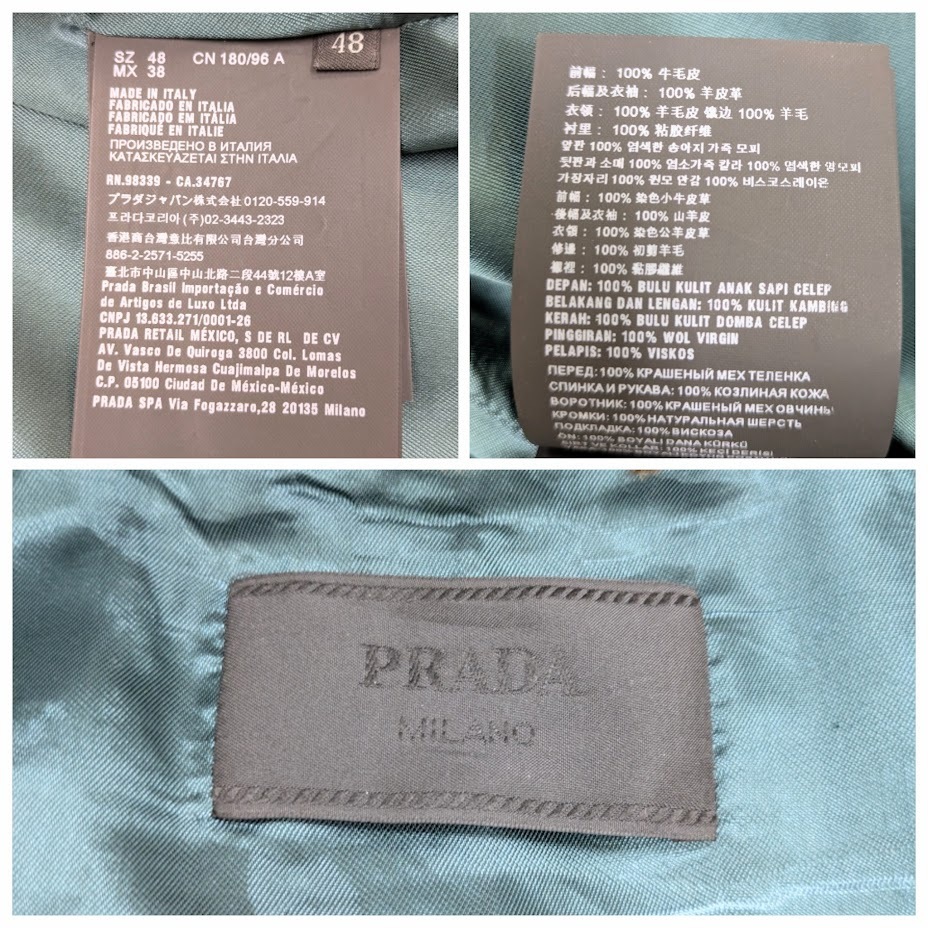 SZ 48 CN 180/96 A
MX 38
48
MADE IN ITALY
FABRICADO EN ITALIA
FABRICADO EM ITALIA
FABRIQUÉ EN ITALIE
ПРОИЗВЕДЕНО В ИТАЛИЯ
ΚΑΤΑΣΚΕΥΑΖΕΤΑΙ ΣΤΗΝ ΙΤΑΛΙΑ
RN.98339 - CA.34767
プラダジャパン株式会社 0120-559-914
프라다코리아 (주)02-3443-2323
香港商台灣壹比有限公司台灣分公司
886-2-2571-5255
臺北市中山區中山北路二段44號12樓A室
Prada Brasil Importação e Comércio
de Artigos de Luxo Ltda
CNPJ 13.633.271/0001-26
PRADA RETAIL MÉXICO, S DE RL DE CV
AV. Vasco De Quiroga 3800 Col. Lomas
De Vista Hermosa Cuajimalpa De Morelos
C.P. 05100 Ciudad De México-México
PRADA SPA Via Fogazzaro,28 20135 Milano
前幅： 100% 牛毛皮
后幅及衣袖： 100% 羊皮革
衣领： 100% 羊毛皮 镶边 100% 羊毛
衬里： 100% 粘胶纤维
앞판 100% 염색한 송아지 가죽 모피
뒷판과 소매 100% 염소가죽 칼라 100% 염색한 양모피
가장자리 100% 원모 안감 100% 비스코스레이온
前幅： 100% 染色小牛皮草
後幅及衣袖： 100% 山羊皮
衣領： 100% 染色公羊皮草
修邊： 100% 初剪羊毛
襯裡： 100% 黏膠纖維
DEPAN: 100% BULU KULIT ANAK SAPI CELEP
BELAKANG DAN LENGAN: 100% KULIT KAMBING
KERAH: 100% BULU KULIT DOMBA CELEP
PINGGIRAN: 100% WOL VIRGIN
PELAPIS: 100% VISKOS
ПЕРЕД: 100% КРАШЕНЫЙ МЕХ ТЕЛЕНКА
СПИНКА И РУКАВА: 100% КОЗЛИНАЯ КОЖА
ВОРОТНИК: 100% КРАШЕНЫЙ МЕХ ОВЧИНЫ
КРОМКИ: 100% НАТУРАЛЬНАЯ ШЕРСТЬ
ПОДКЛАДКА: 100% ВИСКОЗА
ÖN: 100% BOYALI DANA KÜRKÜ
SIRT VE KOLLAR: 100% KEÇİ DERİSİ
PRADA
MILANO